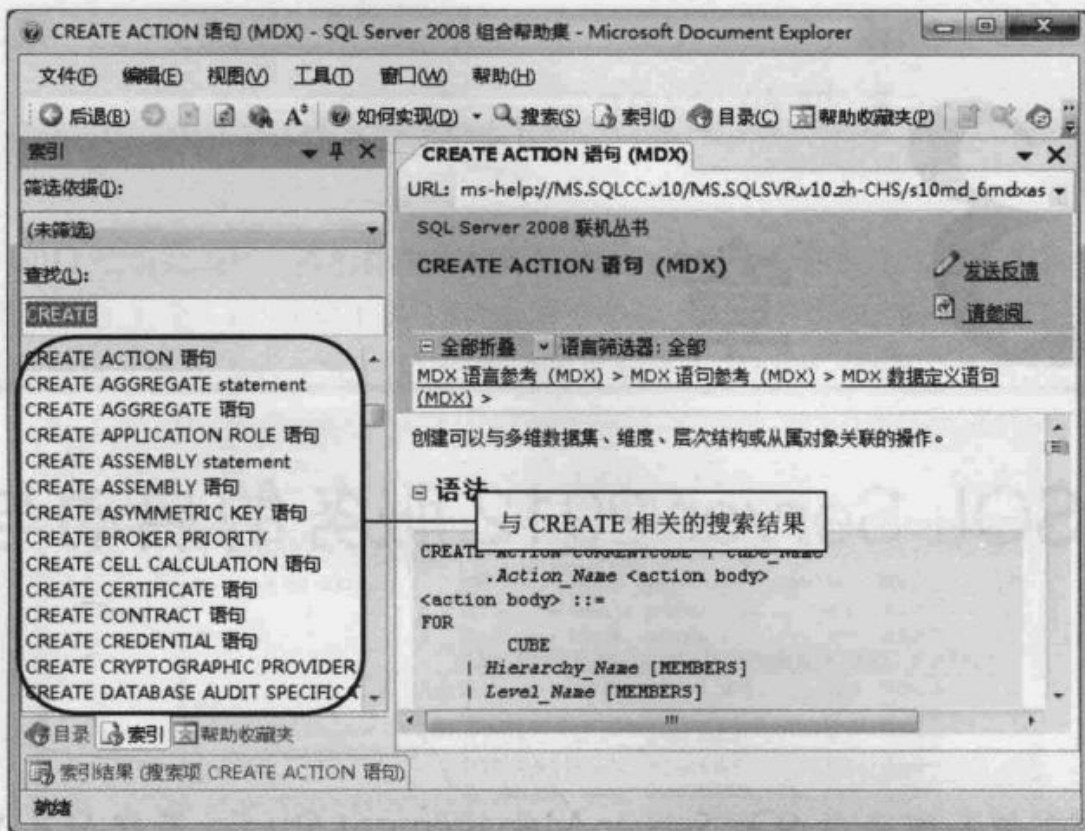 CREATE ACTION 语句 (MDX) - SQL Server 2008 组合帮助集 - Microsoft Document Explorer
文件(F) 编辑(E) 视图(V) 工具(T) 窗口(W) 帮助(H)
后退(B) 如何实现(D) 搜索(S) 索引(I) 目录(C) 帮助收藏夹(P)
索引
筛选依据(I):
(未筛选)
查找(L):
CREATE
CREATE ACTION 语句
CREATE AGGREGATE statement
CREATE AGGREGATE 语句
CREATE APPLICATION ROLE 语句
CREATE ASSEMBLY statement
CREATE ASSEMBLY 语句
CREATE ASYMMETRIC KEY 语句
CREATE BROKER PRIORITY
CREATE CELL CALCULATION 语句
CREATE CERTIFICATE 语句
CREATE CONTRACT 语句
CREATE CREDENTIAL 语句
CREATE CRYPTOGRAPHIC PROVIDER
CREATE DATABASE AUDIT SPECIFICA
目录 索引 帮助收藏夹
CREATE ACTION 语句 (MDX)
URL: ms-help://MS.SQLCC.v10/MS.SQLSVR.v10.zh-CHS/s10md_6mdxas
SQL Server 2008 联机丛书
CREATE ACTION 语句 (MDX)
发送反馈
请参阅
全部折叠 语言筛选器: 全部
MDX 语言参考 (MDX) > MDX 语句参考 (MDX) > MDX 数据定义语句
(MDX) >
创建可以与多维数据集、维度、层次结构或从属对象关联的操作。
语法
与 CREATE 相关的搜索结果
CREATE ACTION CURRENTCUBE | Cube_Name
.Action_Name <action body>
<action body> ::=
FOR
CUBE
| Hierarchy_Name [MEMBERS]
| Level_Name [MEMBERS]
索引结果 (搜索项 CREATE ACTION 语句)
就绪